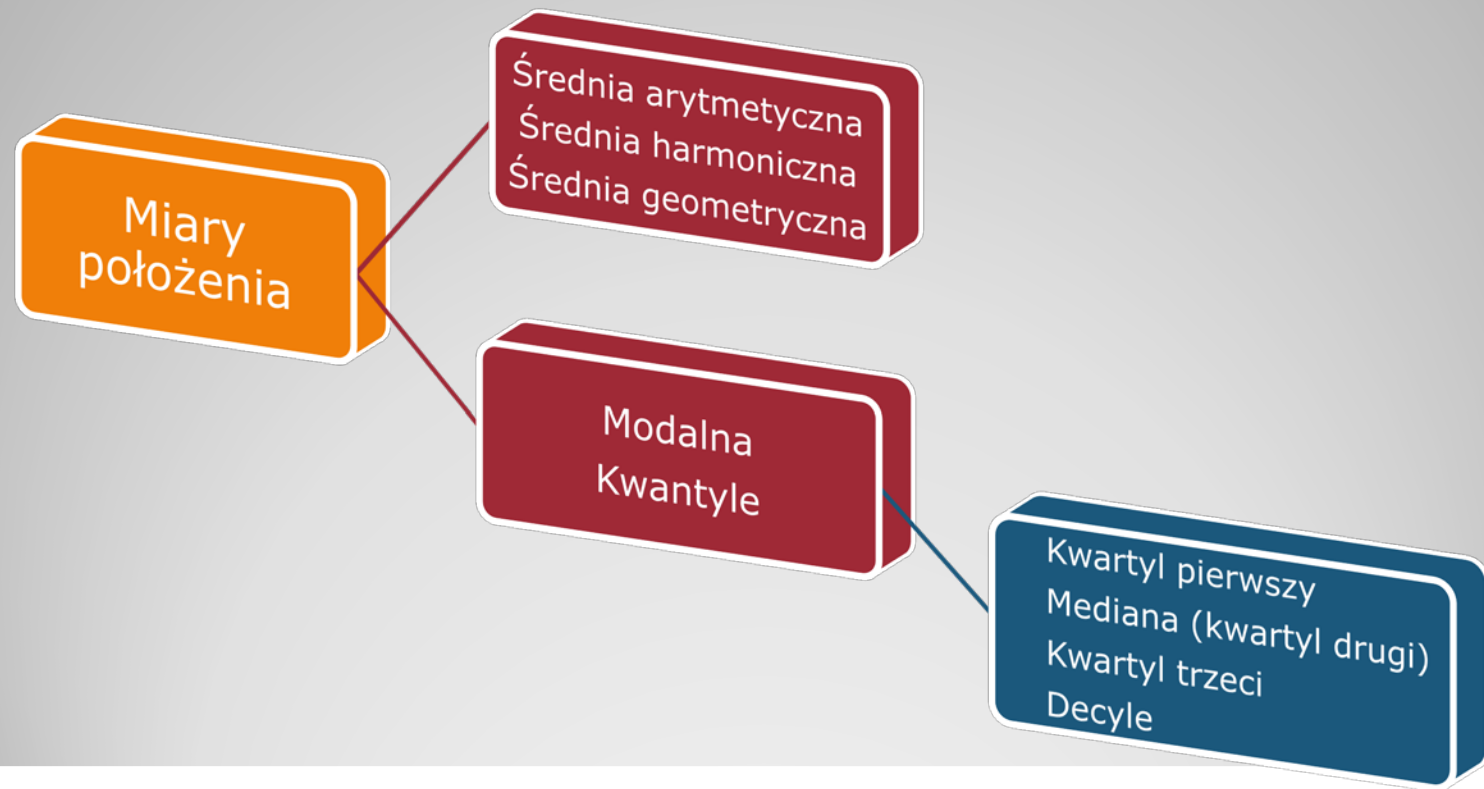 Miary
położenia
Średnia arytmetyczna
Średnia harmoniczna
Średnia geometryczna
Modalna
Kwantyle
Kwartyl pierwszy
Mediana (kwartyl drugi)
Kwartyl trzeci
Decyle